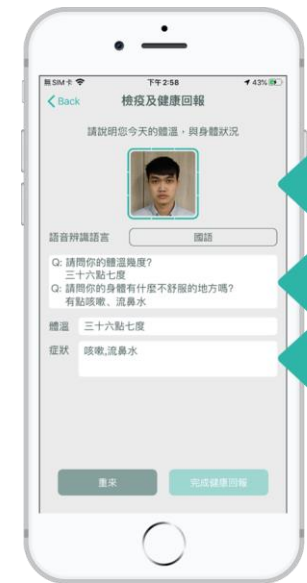 無SIM卡
下午2:58
43%
Back
檢疫及健康回報
請說明您今天的體溫，與身體狀況
語音辨識語言
國語
Q: 請問你的體溫幾度?
三十六點七度
Q: 請問你的身體有什麼不舒服的地方嗎?
有點咳嗽、流鼻水
體溫 三十六點七度
症狀 咳嗽,流鼻水
重來
完成健康回報